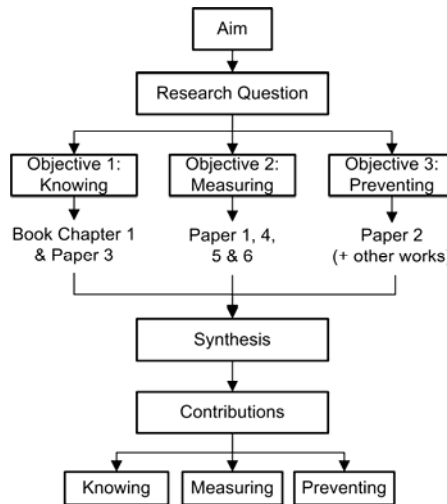 Aim
Research Question
Objective 1:
Knowing
Objective 2:
Measuring
Objective 3:
Preventing
Book Chapter 1
& Paper 3
Paper 1, 4,
5 & 6
Paper 2
(+ other works)
Synthesis
Contributions
Knowing
Measuring
Preventing